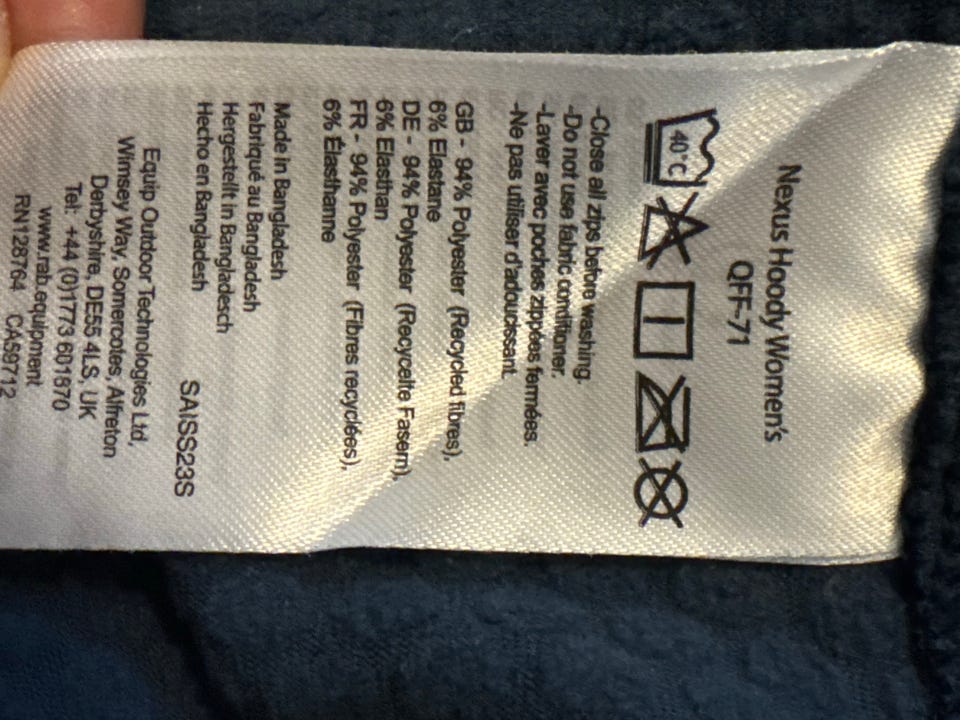 Nexus Hoody Women's
QFF-71
40°C
-Close all zips before washing.
-Do not use fabric conditioner.
-Laver avec poches zippées fermées.
-Ne pas utiliser d'adoucissant.
GB - 94% Polyester (Recycled fibres),
6% Elastane
DE - 94% Polyester (Recycelte Fasern),
6% Elasthan
FR - 94% Polyester (Fibres recyclées),
6% Élasthanne
Made in Bangladesh
Fabriqué au Bangladesh
Hergestellt in Bangladesch
Hecho en Bangladesh
SAISS23S
Equip Outdoor Technologies Ltd,
Wimsey Way, Somercotes, Alfreton
Derbyshire, DE55 4LS, UK
Tel: +44 (0)1773 601870
www.rab.equipment
RN128764 CA59712